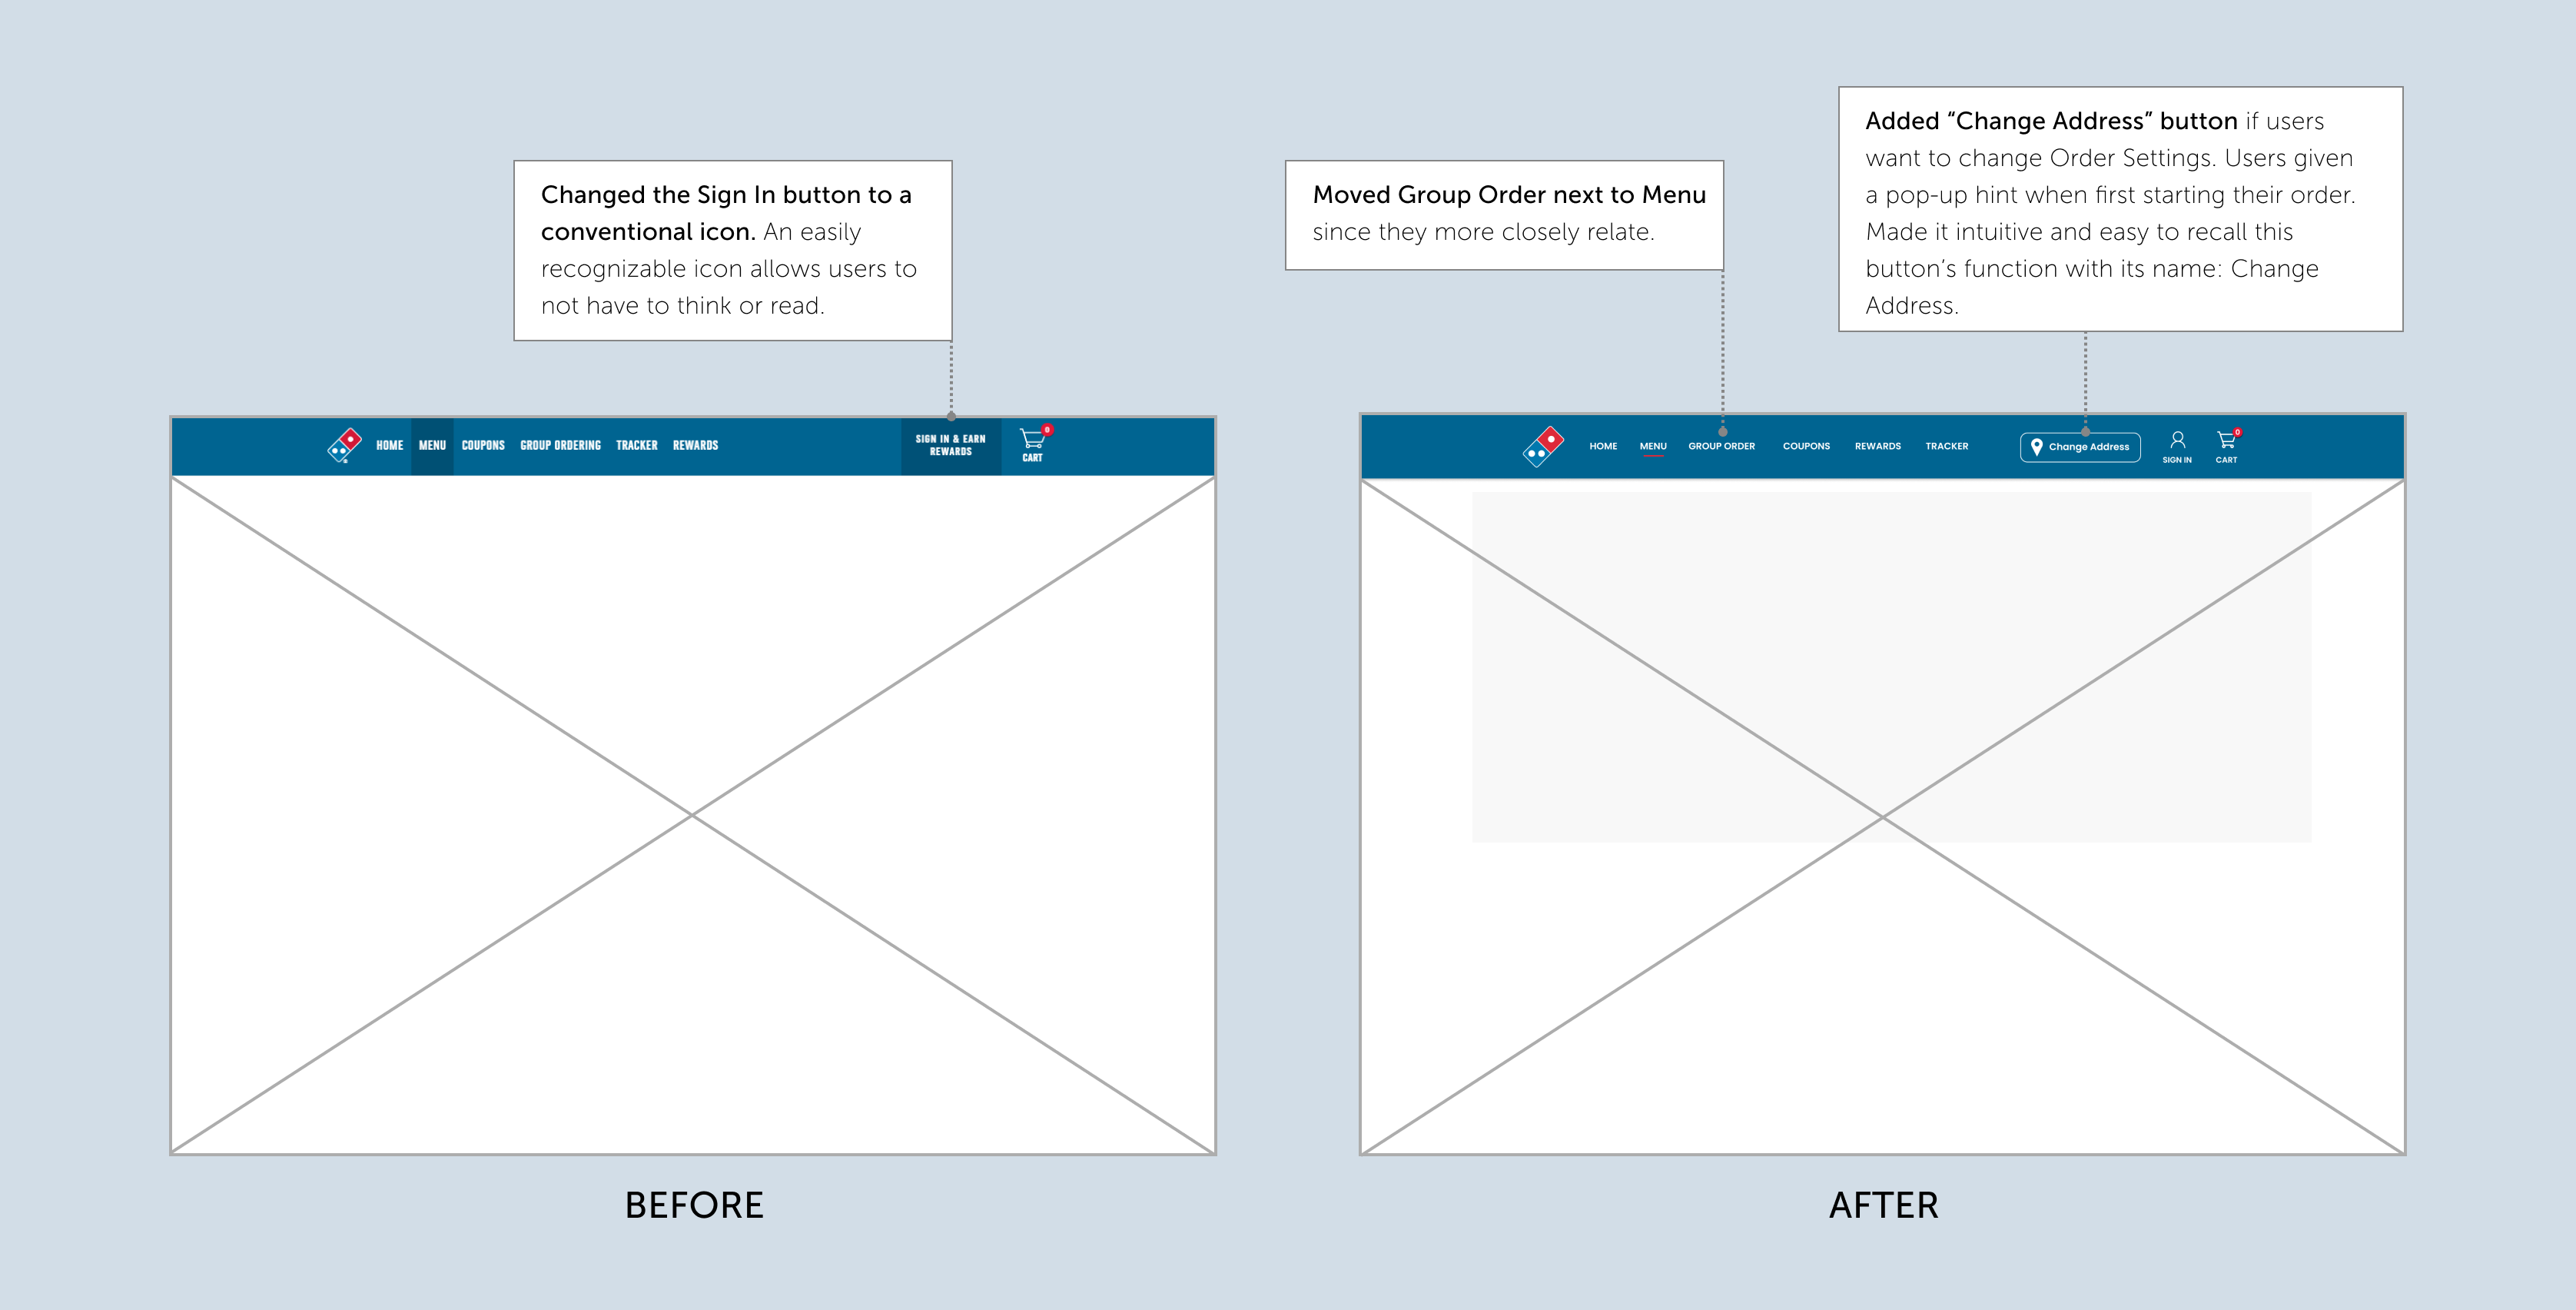 Changed the Sign In button to a
conventional icon. An easily
recognizable icon allows users to
not have to think or read.
Moved Group Order next to Menu
since they more closely relate.
Added “Change Address” button if users
want to change Order Settings. Users given
a pop-up hint when first starting their order.
Made it intuitive and easy to recall this
button’s function with its name: Change
Address.
HOME MENU COUPONS GROUP ORDERING TRACKER REWARDS
SIGN IN & EARN
REWARDS
0
CART
HOME MENU GROUP ORDER COUPONS REWARDS TRACKER
Change Address
SIGN IN
0
CART
BEFORE
AFTER